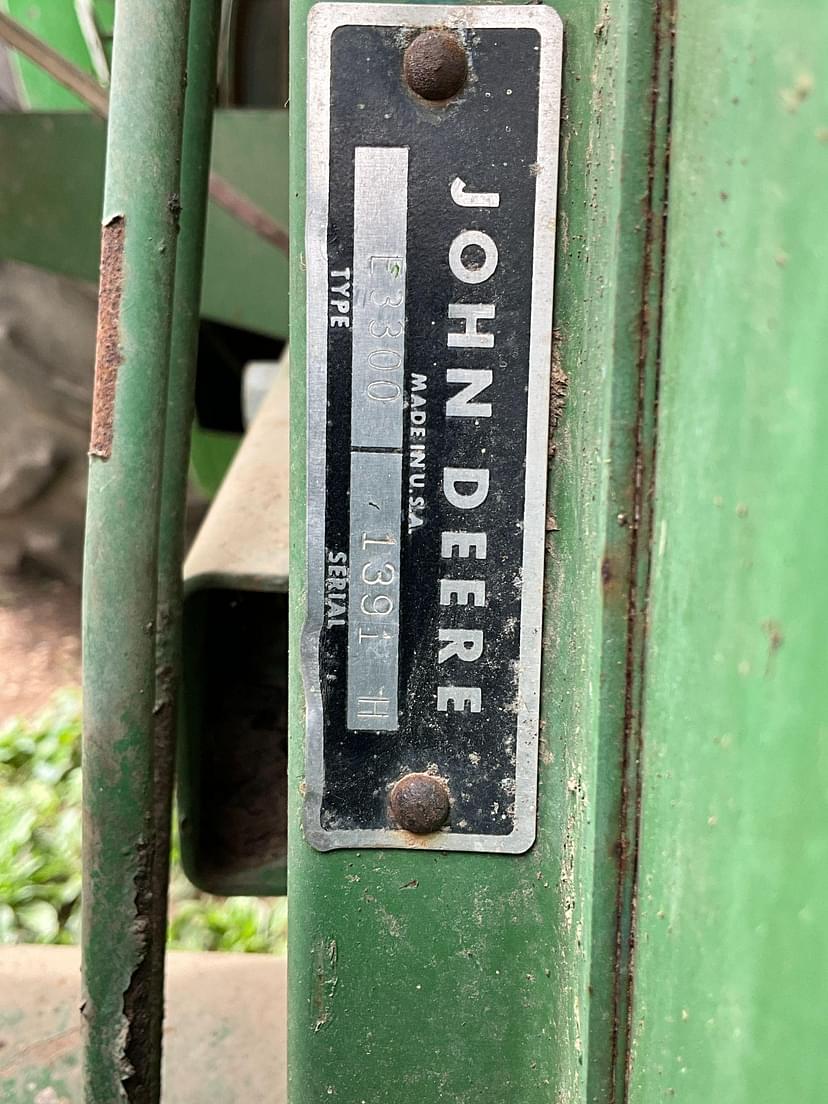 JOHN DEERE
MADE IN U.S.A
E3300 1391 H
TYPE SERIAL